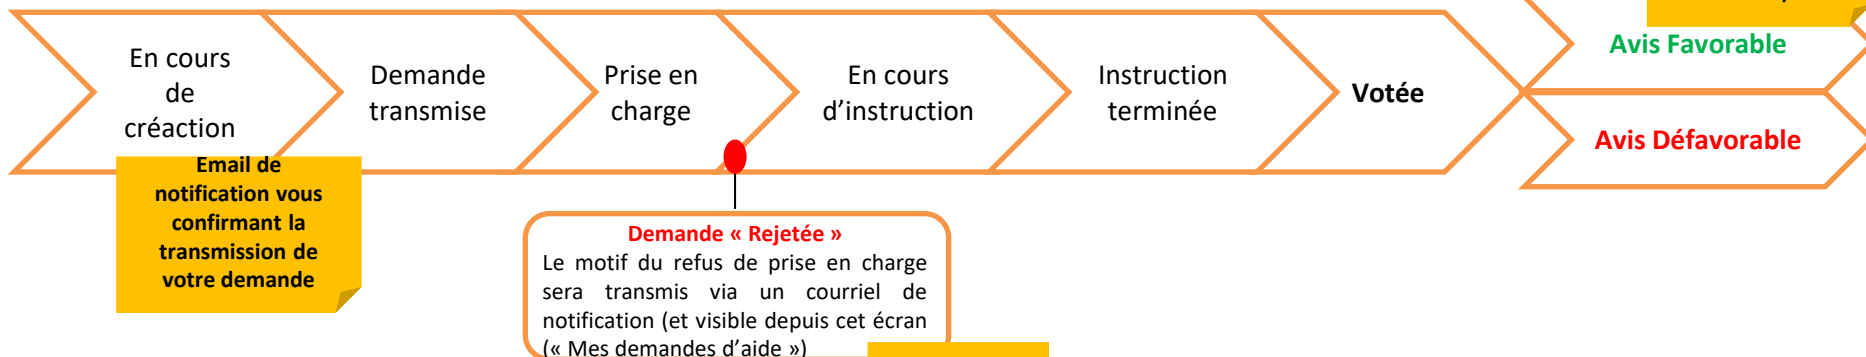 En cours
de
créaction
Demande
transmise
Prise en
charge
En cours
d’instruction
Instruction
terminée
Votée
Avis Favorable
Avis Défavorable
Email de
notification vous
confirmant la
transmission de
votre demande
Demande « Rejetée »
Le motif du refus de prise en charge
sera transmis via un courriel de
notification (et visible depuis cet écran
(« Mes demandes d’aide »)